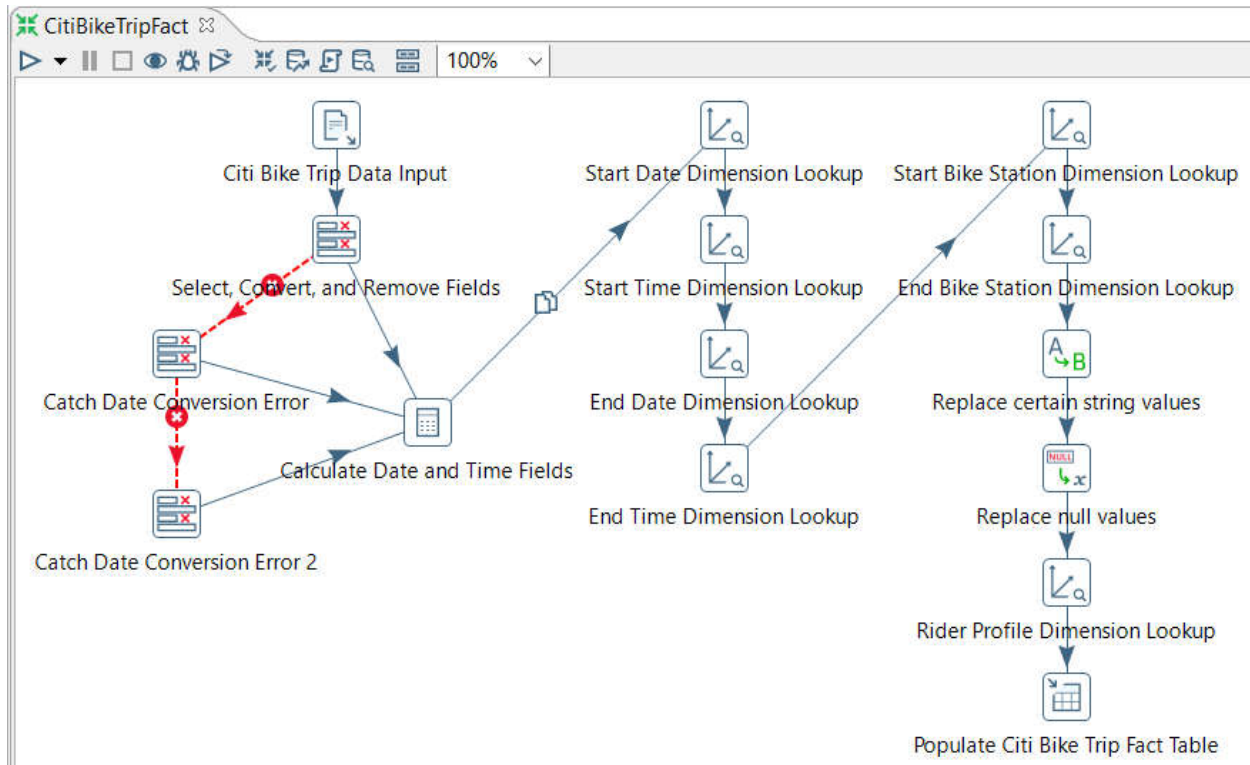 CitiBikeTripFact
100%
Citi Bike Trip Data Input
Select, Convert, and Remove Fields
Catch Date Conversion Error
Catch Date Conversion Error 2
Calculate Date and Time Fields
Start Date Dimension Lookup
Start Time Dimension Lookup
End Date Dimension Lookup
End Time Dimension Lookup
Start Bike Station Dimension Lookup
End Bike Station Dimension Lookup
A
B
Replace certain string values
NULL
x
Replace null values
Rider Profile Dimension Lookup
Populate Citi Bike Trip Fact Table